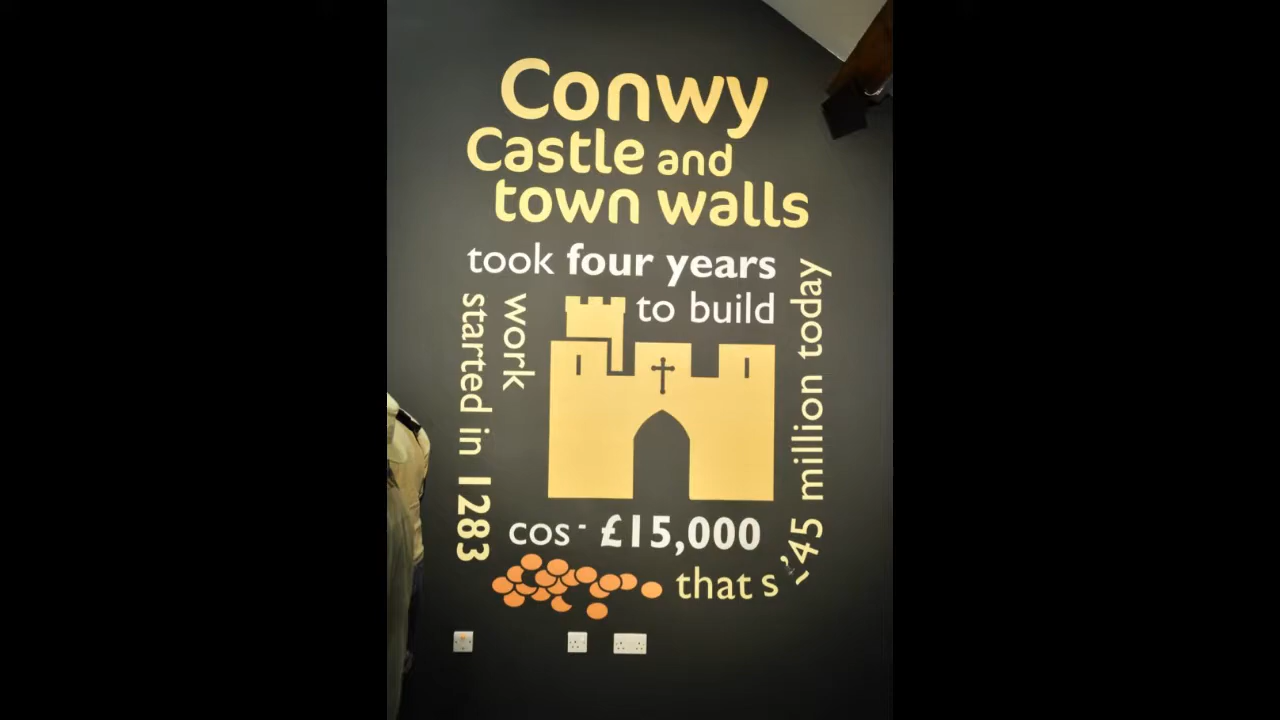 Conwy
Castle and
town walls
took four years
to build
work
started in 1283
cos £15,000
that s
45 million today